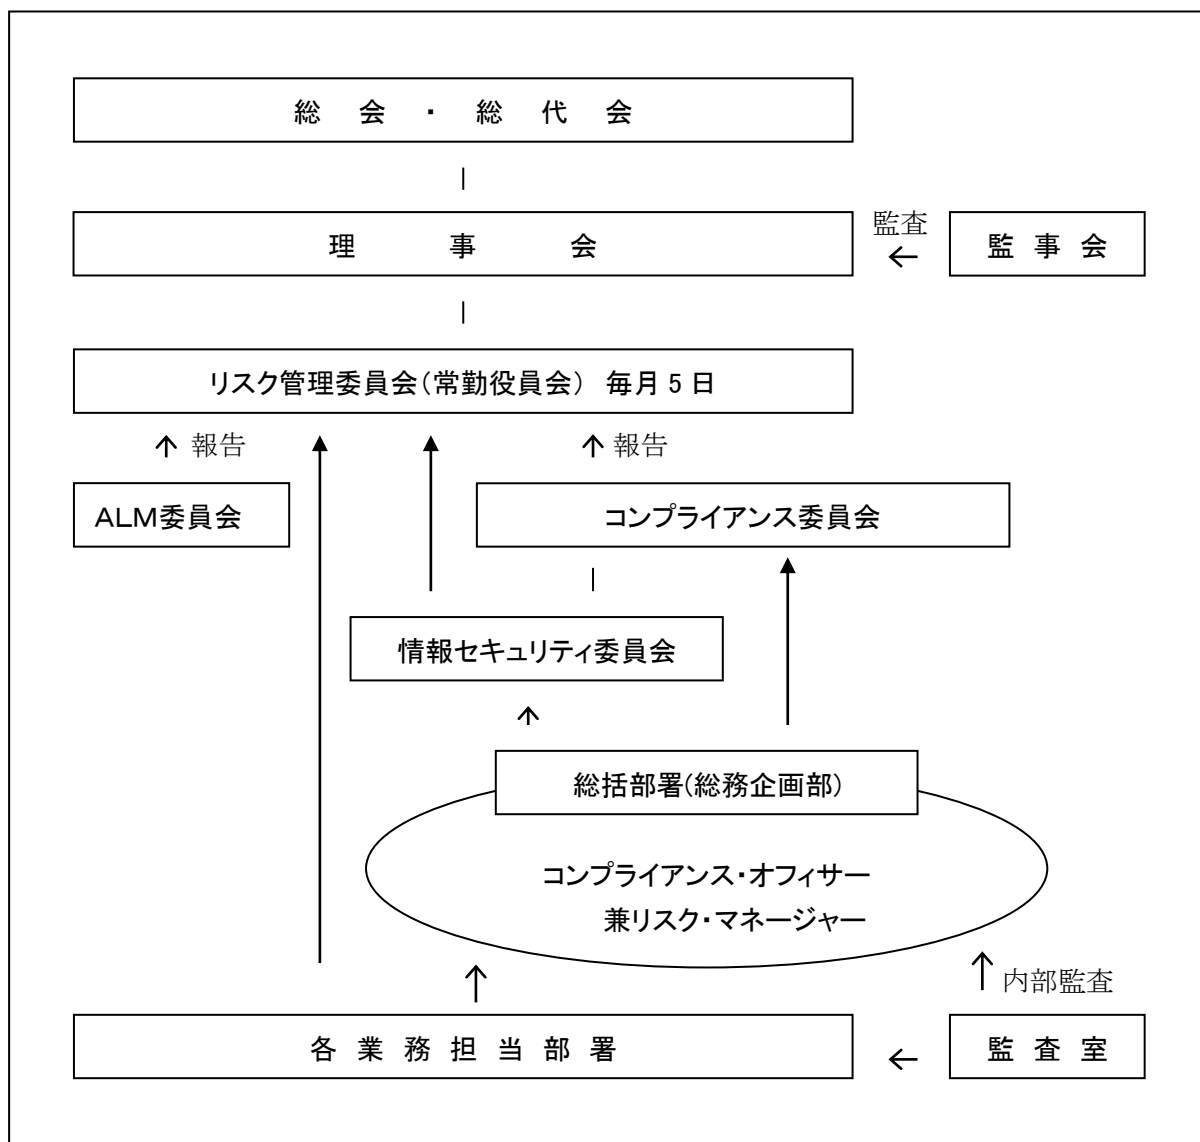 総 会 ・ 総 代 会
監査
理 事 会
監 事 会
リスク管理委員会（常勤役員会） 毎月 5 日
報告
報告
ALM委員会
コンプライアンス委員会
情報セキュリティ委員会
総括部署(総務企画部)
コンプライアンス・オフィサー
兼リスク・マネージャー
内部監査
各 業 務 担 当 部 署
監 査 室